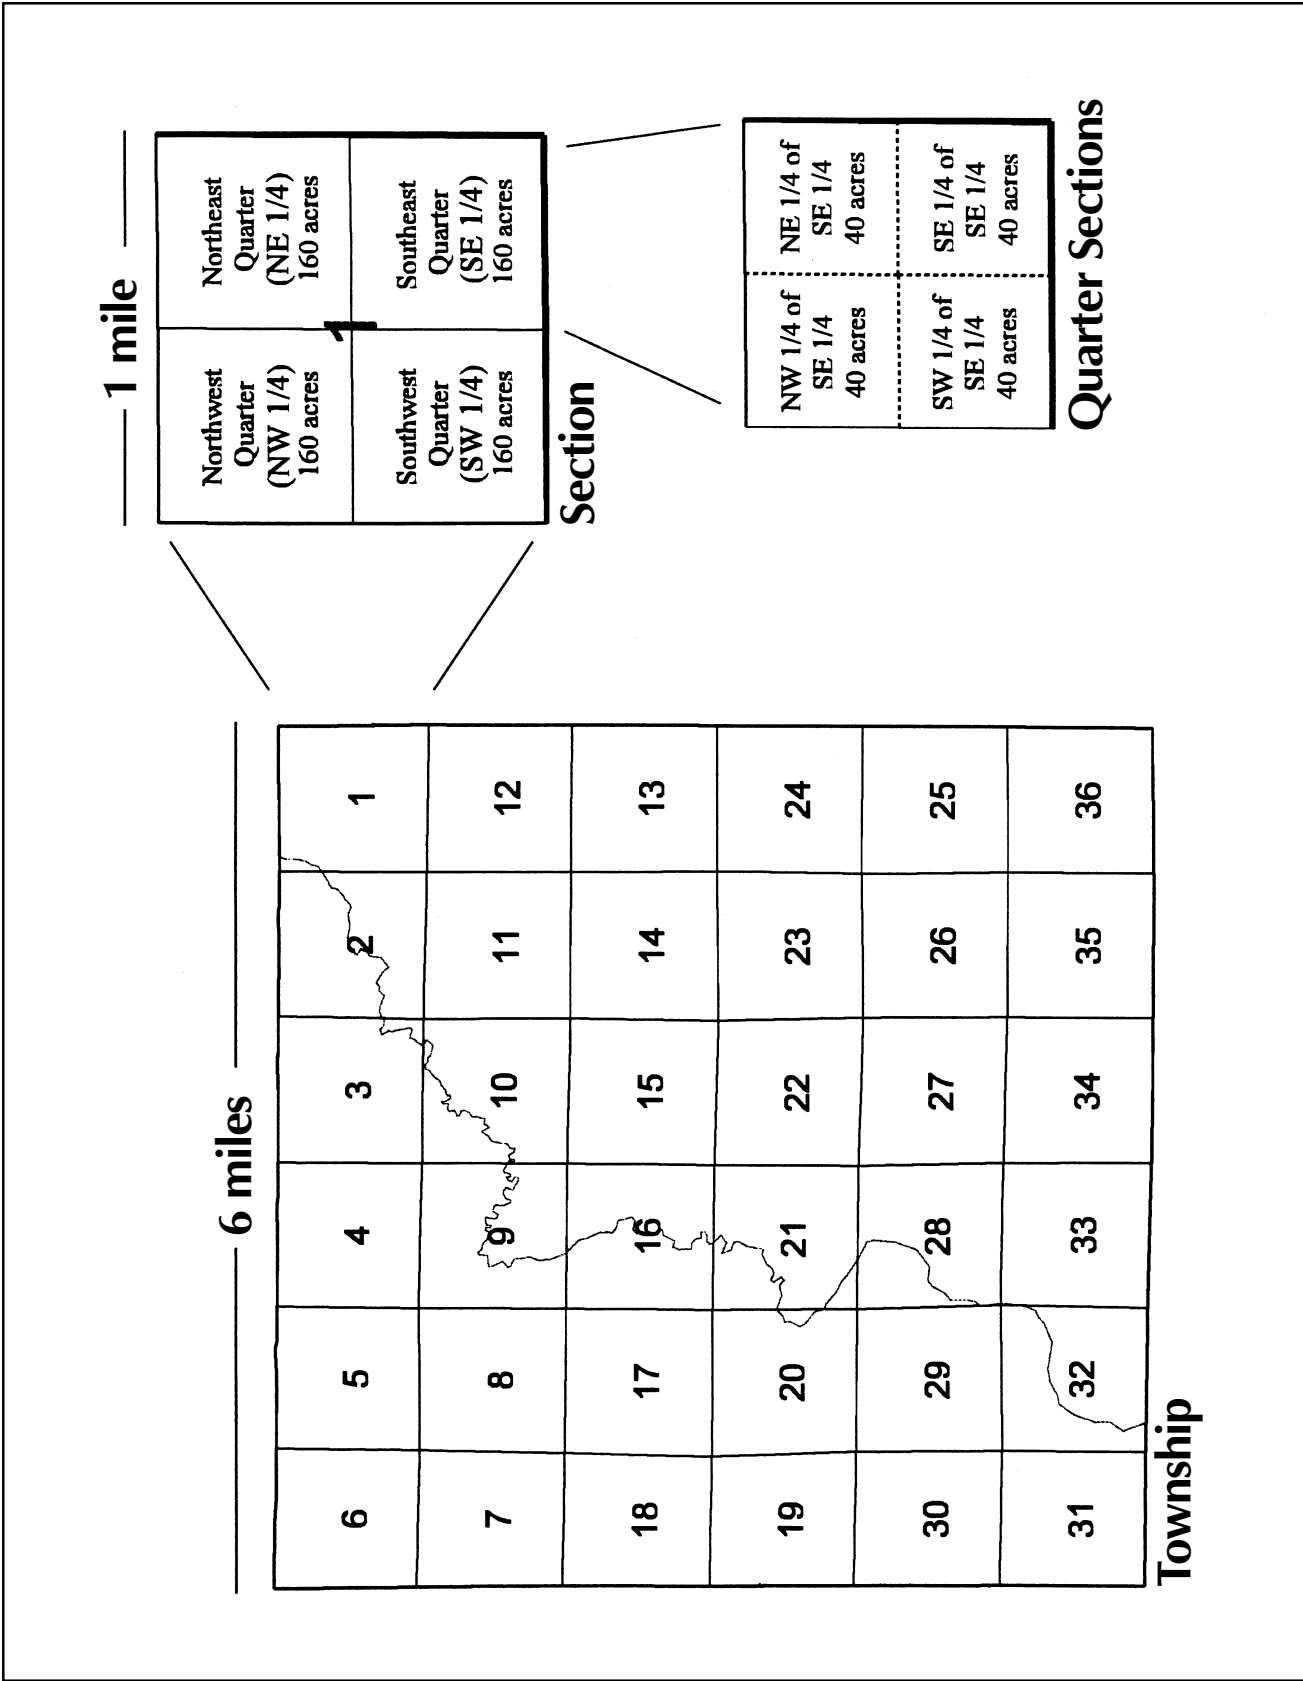 6 miles
6 5 4 3 2 1
7 8 9 10 11 12
18 17 16 15 14 13
19 20 21 22 23 24
30 29 28 27 26 25
31 32 33 34 35 36
Township
1 mile
Northwest
Quarter
(NW 1/4)
160 acres
Northeast
Quarter
(NE 1/4)
160 acres
1
Southwest
Quarter
(SW 1/4)
160 acres
Southeast
Quarter
(SE 1/4)
160 acres
Section
NW 1/4 of
SE 1/4
40 acres
NE 1/4 of
SE 1/4
40 acres
SW 1/4 of
SE 1/4
40 acres
SE 1/4 of
SE 1/4
40 acres
Quarter Sections